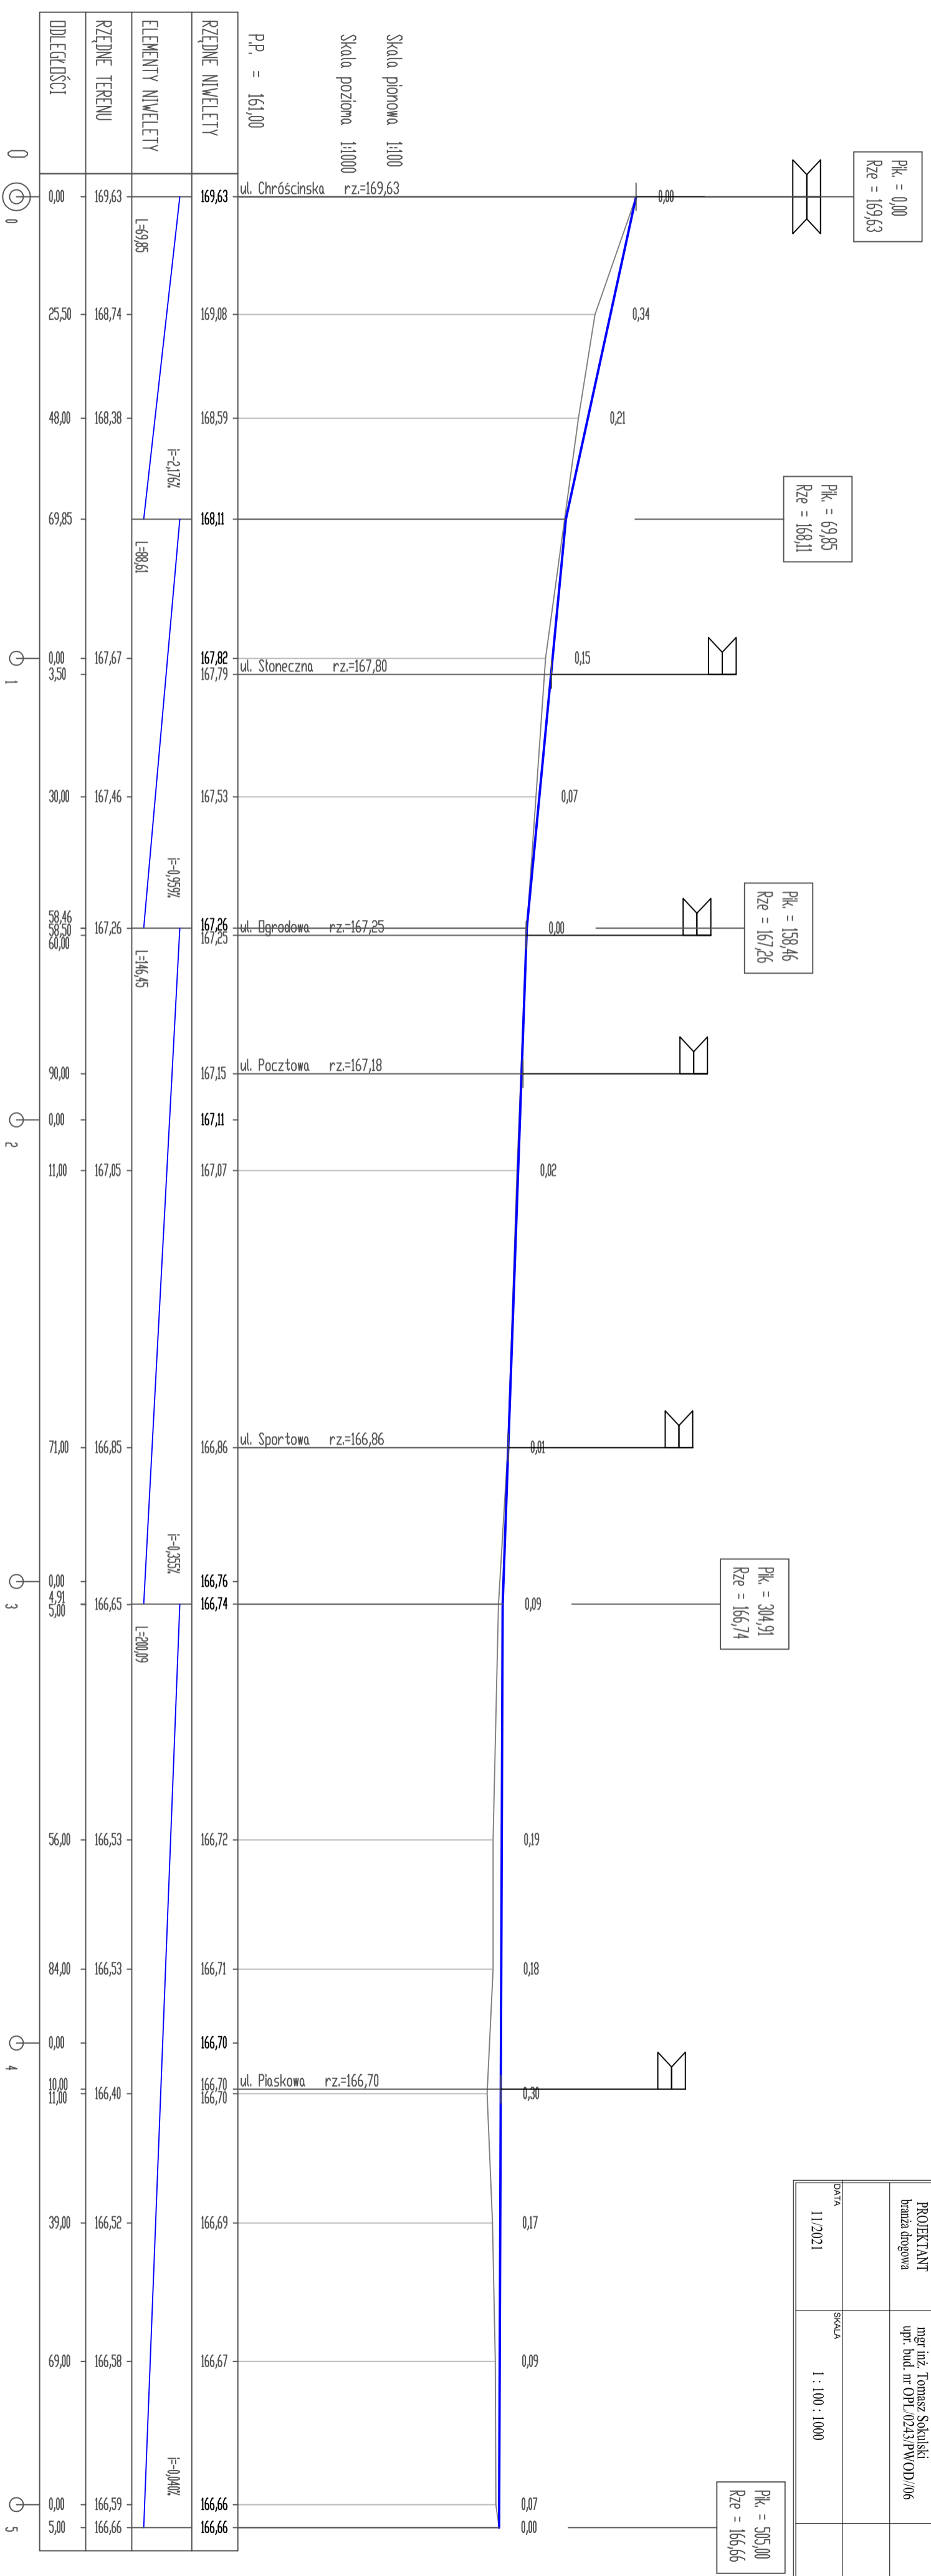 Pik. = 0,00
Rze = 169,63
Pik. = 69,85
Rze = 168,11
Pik. = 158,46
Rze = 167,26
Pik. = 304,91
Rze = 166,74
Pik. = 505,00
Rze = 166,66
0,00
0,34
0,21
0,15
0,07
0,00
0,02
0,01
0,09
0,19
0,18
0,30
0,17
0,09
0,07
0,00
Skala pionowa 1:100
Skala pozioma 1:1000
P.P. = 161,00
ul. Chróścinska rz.=169,63
ul. Słoneczna rz.=167,80
ul. Ogrodowa rz.=167,25
ul. Pocztowa rz.=167,18
ul. Sportowa rz.=166,86
ul. Piaskowa rz.=166,70
RZĘDNE NIWELETY
169,63
169,08
168,59
168,11
167,82
167,79
167,53
167,26
167,25
167,15
167,11
167,07
166,86
166,76
166,74
166,72
166,71
166,70
166,70
166,70
166,69
166,67
166,66
166,66
ELEMENTY NIWELETY
L=69,85
i=-2,176%
L=88,61
i=-0,959%
L=146,45
i=-0,355%
L=200,09
i=-0,040%
RZĘDNE TERENU
169,63
168,74
168,38
167,67
167,46
167,26
167,05
166,85
166,65
166,53
166,53
166,40
166,52
166,58
166,59
166,66
ODLEGŁOŚCI
0,00
25,50
48,00
69,85
0,00
3,50
30,00
58,46
58,50
60,00
90,00
0,00
11,00
71,00
0,00
4,91
5,00
56,00
84,00
0,00
10,00
11,00
39,00
69,00
0,00
5,00
0
0
1
2
3
4
5
PROJEKTANT
branża drogowa
mgr inż. Tomasz Sokulski
upr. bud. nr OPL/0243/PWOD//06
DATA
11/2021
SKALA
1 : 100 : 1000